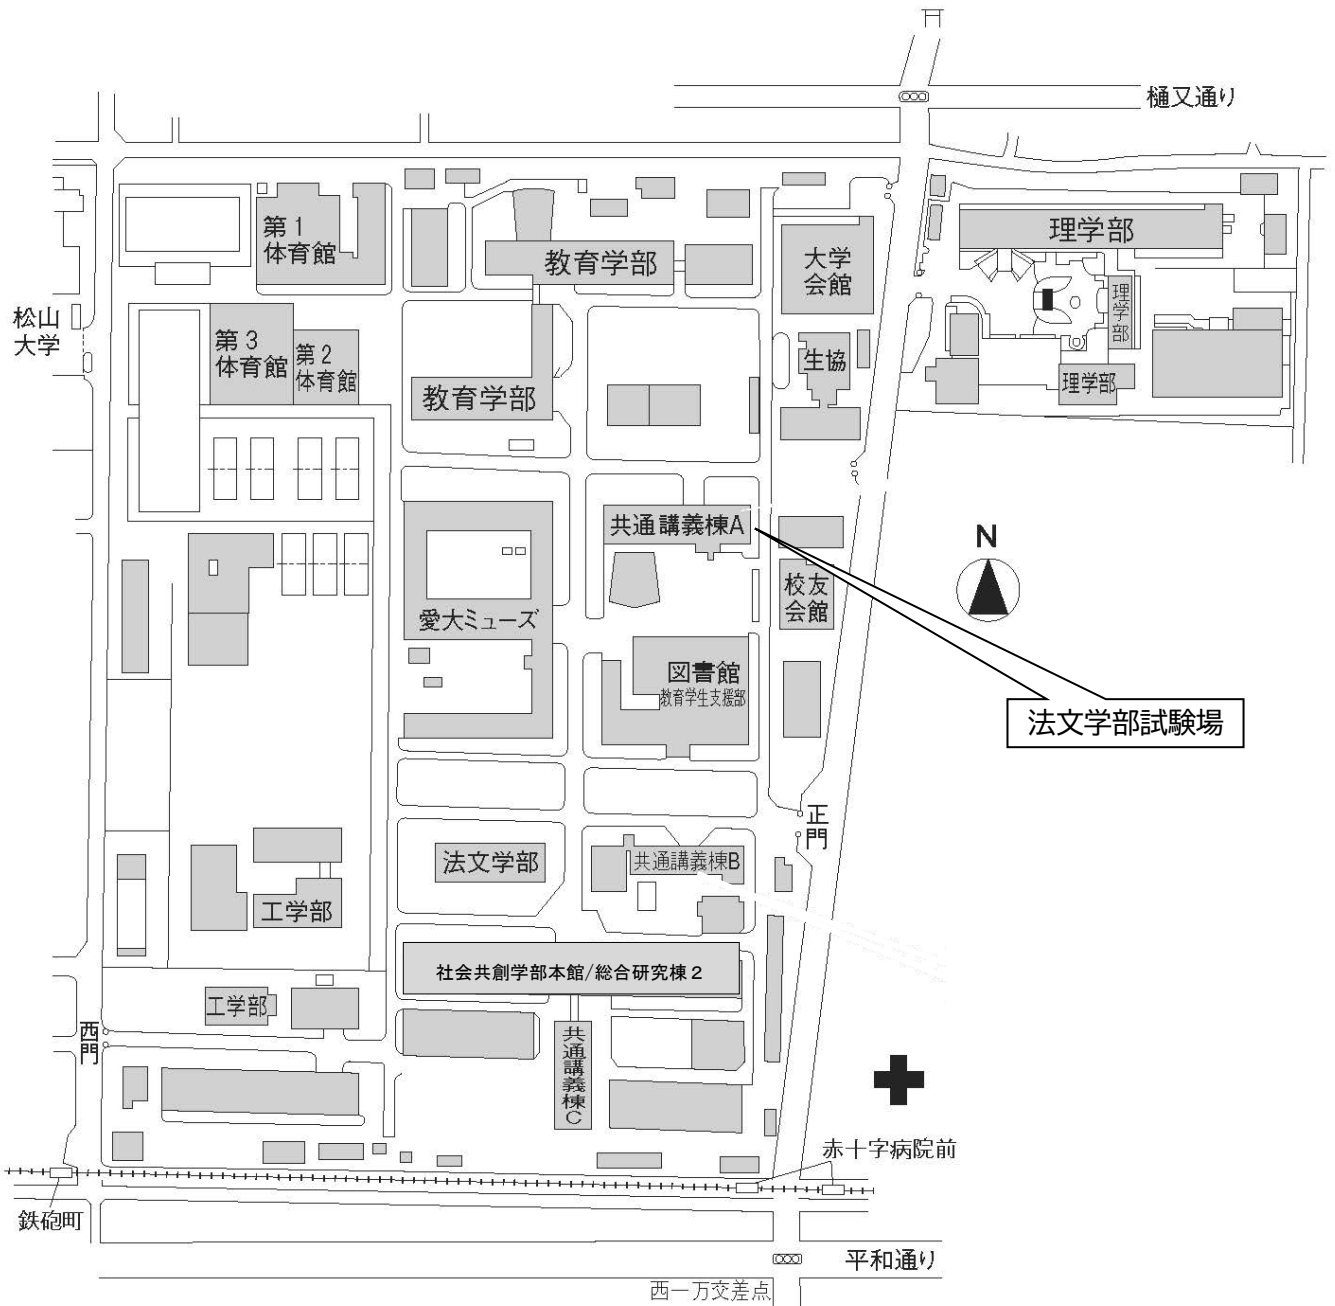 樋又通り
第1
体育館
教育学部
大学
会館
理学部
理
学
部
松山
大学
第3
体育館
第2
体育館
教育学部
生協
理学部
共通講義棟A
N
愛大ミューズ
校友
会館
図書館
教育学生支援部
法文学部試験場
正
門
法文学部
共通講義棟B
工学部
社会共創学部本館/総合研究棟2
工学部
西
門
共
通
講
義
棟
C
赤十字病院前
鉄砲町
平和通り
西一万交差点